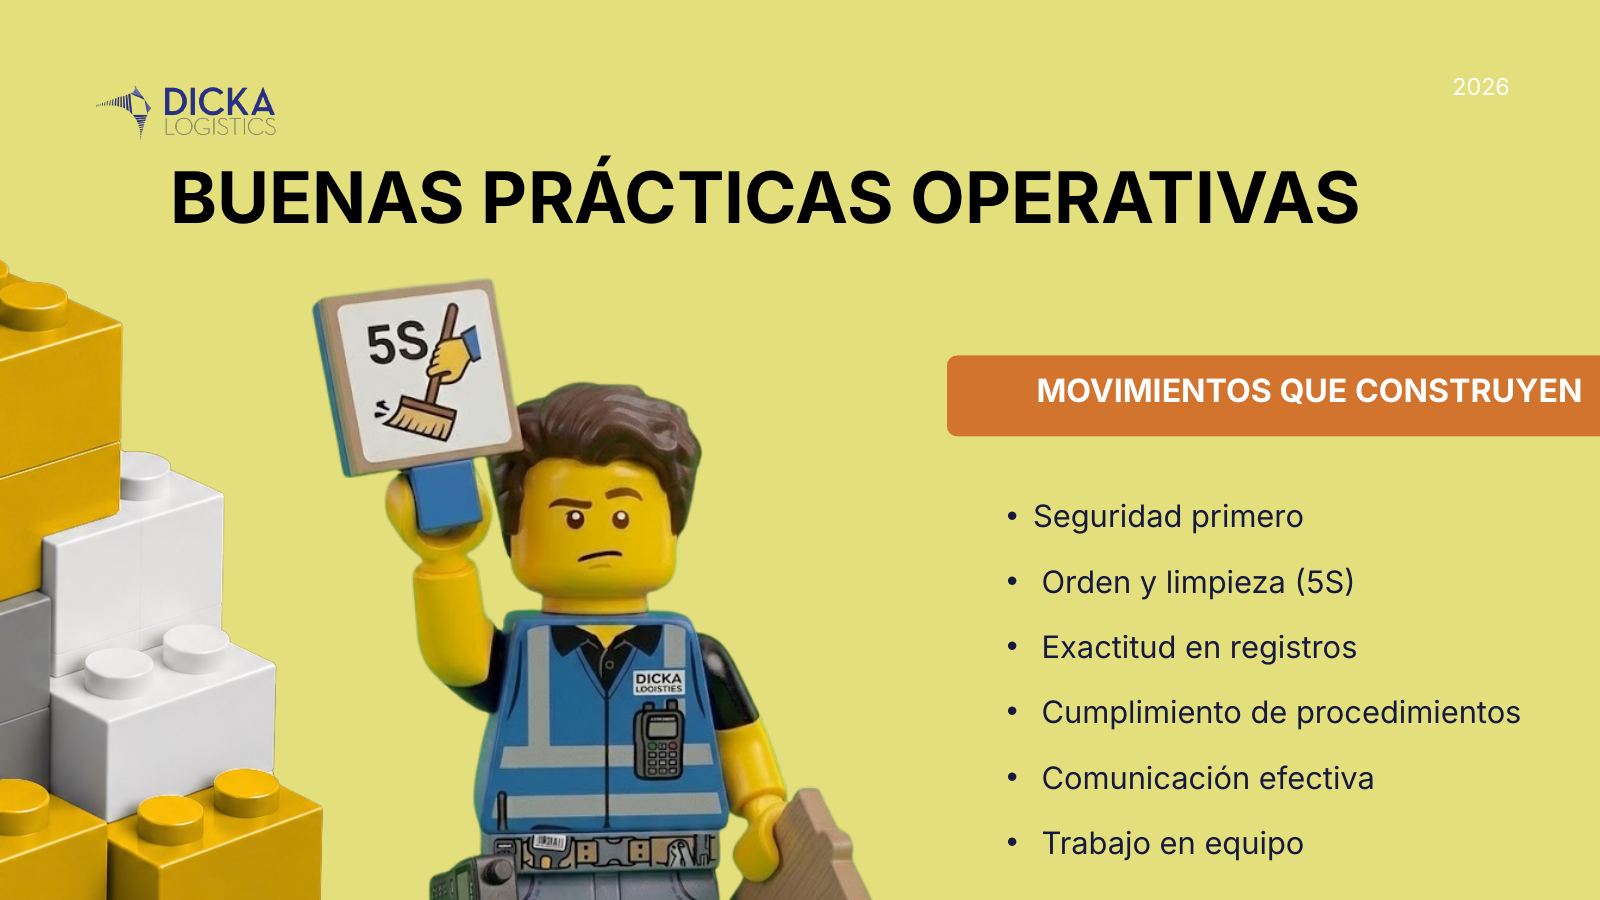 DICKA
LOGISTICS
2026
BUENAS PRÁCTICAS OPERATIVAS
5S
MOVIMIENTOS QUE CONSTRUYEN
• Seguridad primero
• Orden y limpieza (5S)
• Exactitud en registros
• Cumplimiento de procedimientos
• Comunicación efectiva
• Trabajo en equipo
DICKA
LOGISTIES